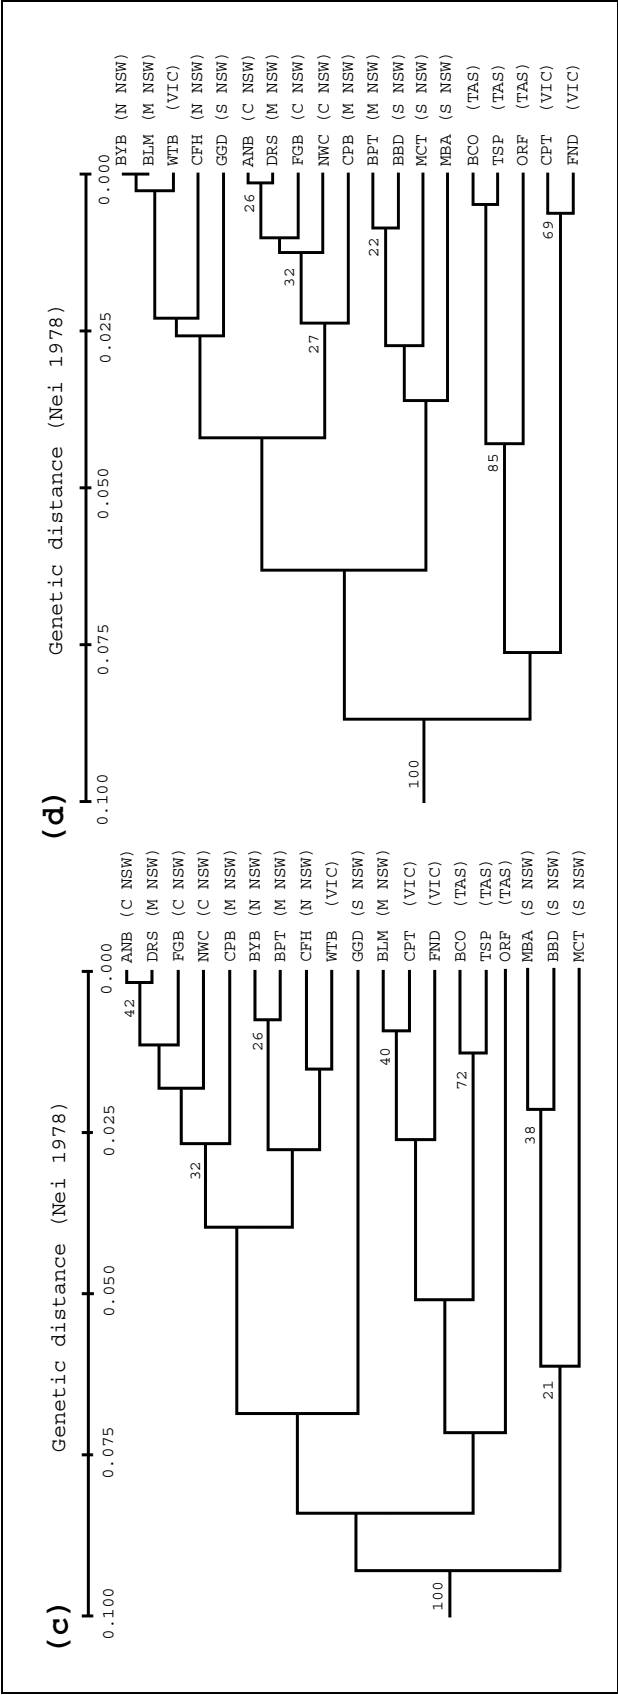 (c)
Genetic distance (Nei 1978)
0.100
0.075
0.050
0.025
0.000
ANB (C NSW)
DRS (M NSW)
FGB (C NSW)
NWC (C NSW)
CPB (M NSW)
BYB (N NSW)
BPT (M NSW)
CFH (N NSW)
WTB (VIC)
GGD (S NSW)
BLM (M NSW)
CPT (VIC)
FND (VIC)
BCO (TAS)
TSP (TAS)
ORF (TAS)
MBA (S NSW)
BBD (S NSW)
MCT (S NSW)
42
32
26
40
72
38
21
100
(d)
Genetic distance (Nei 1978)
0.100
0.075
0.050
0.025
0.000
BYB (N NSW)
BLM (M NSW)
WTB (VIC)
CFH (N NSW)
GGD (S NSW)
ANB (C NSW)
DRS (M NSW)
FGB (C NSW)
NWC (C NSW)
CPB (M NSW)
BPT (M NSW)
BBD (S NSW)
MCT (S NSW)
MBA (S NSW)
BCO (TAS)
TSP (TAS)
ORF (TAS)
CPT (VIC)
FND (VIC)
26
32
27
22
85
69
100